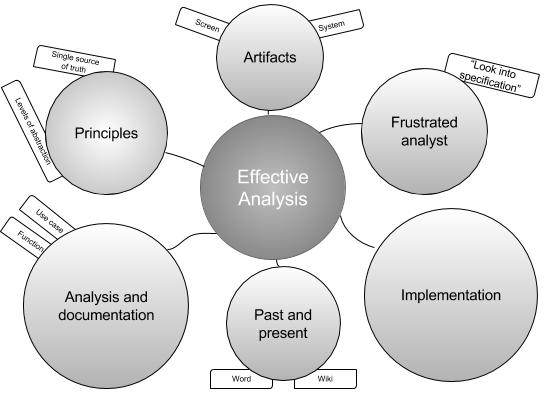 Screen
System
Artifacts
Single source
of truth
Levels of abstraction
Principles
"Look into
specification"
Frustrated
analyst
Effective
Analysis
Use case
Function
Analysis and
documentation
Past and
present
Word
Wiki
Implementation